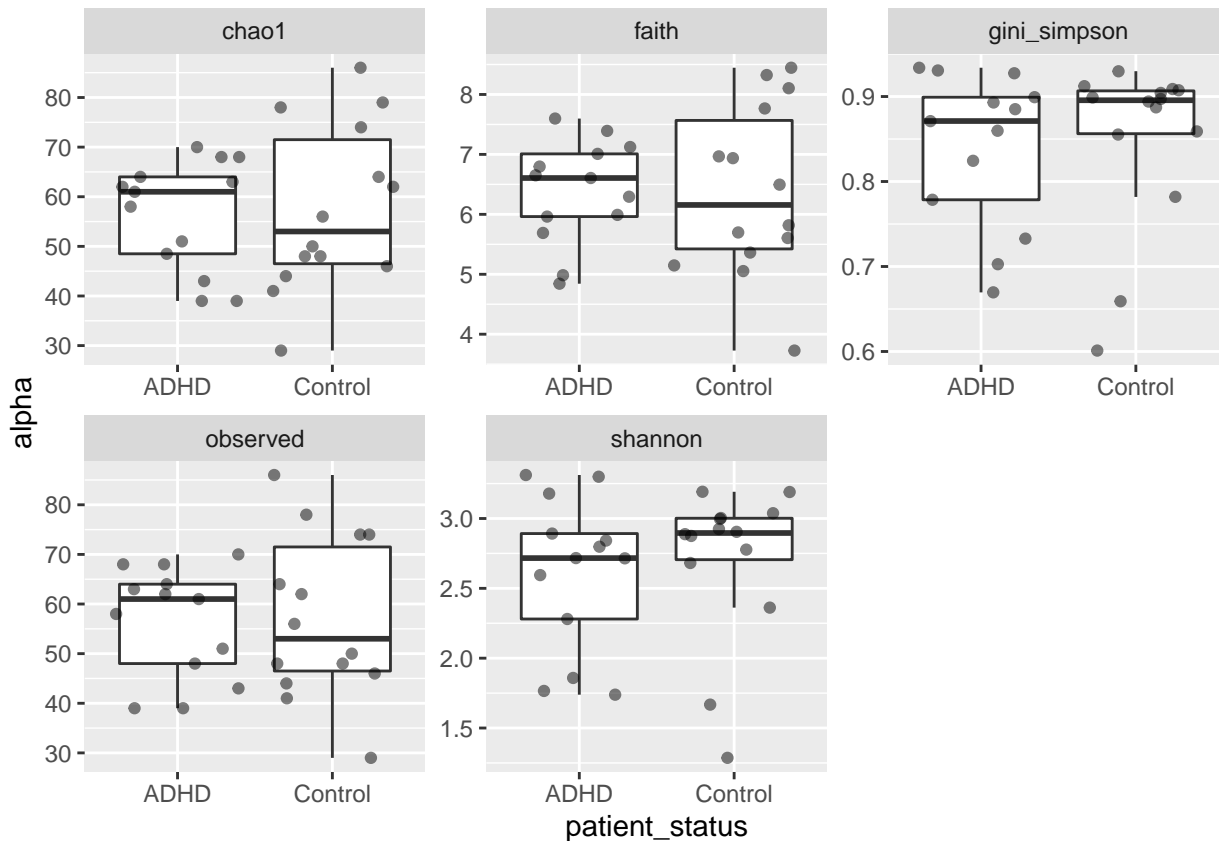 chao1
faith
gini_simpson
80
70
60
50
40
30
8
7
6
5
4
0.9
0.8
0.7
0.6
ADHD
Control
ADHD
Control
ADHD
Control
alpha
observed
shannon
80
70
60
50
40
30
3.0
2.5
2.0
1.5
ADHD
Control
ADHD
Control
patient_status